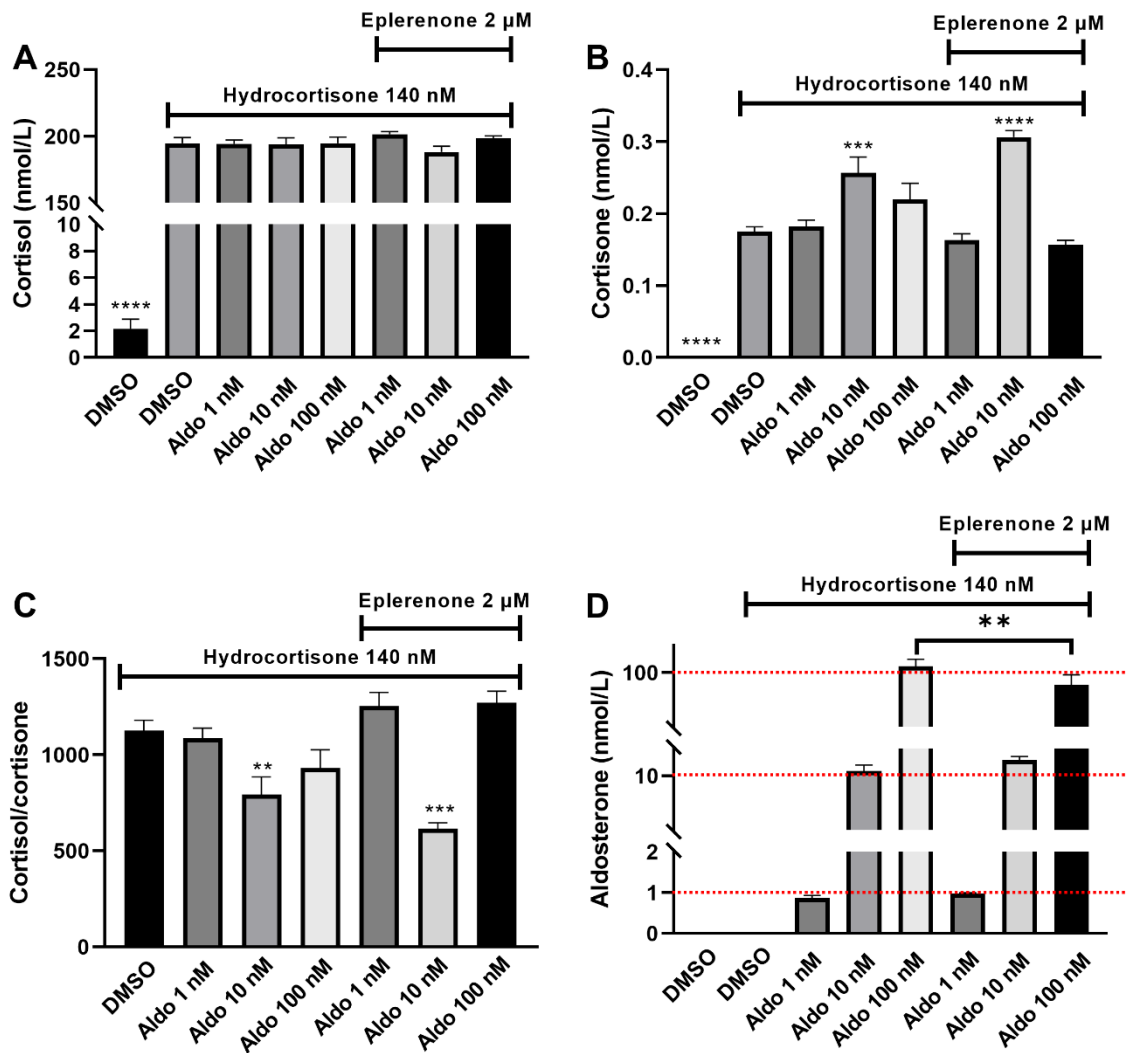 Eplerenone 2 µM
A
Hydrocortisone 140 nM
Cortisol (nmol/L)
250
200
150
10
8
6
4
2
0
****
DMSO
DMSO
Aldo 1 nM
Aldo 10 nM
Aldo 100 nM
Aldo 1 nM
Aldo 10 nM
Aldo 100 nM
Eplerenone 2 µM
B
Hydrocortisone 140 nM
Cortisone (nmol/L)
0.4
0.3
0.2
0.1
0.0
****
***
****
DMSO
DMSO
Aldo 1 nM
Aldo 10 nM
Aldo 100 nM
Aldo 1 nM
Aldo 10 nM
Aldo 100 nM
C
Eplerenone 2 µM
Hydrocortisone 140 nM
Cortisol/cortisone
1500
1000
500
0
**
***
DMSO
Aldo 1 nM
Aldo 10 nM
Aldo 100 nM
Aldo 1 nM
Aldo 10 nM
Aldo 100 nM
Eplerenone 2 µM
D
Hydrocortisone 140 nM
**
Aldosterone (nmol/L)
100
10
2
1
0
DMSO
DMSO
Aldo 1 nM
Aldo 10 nM
Aldo 100 nM
Aldo 1 nM
Aldo 10 nM
Aldo 100 nM